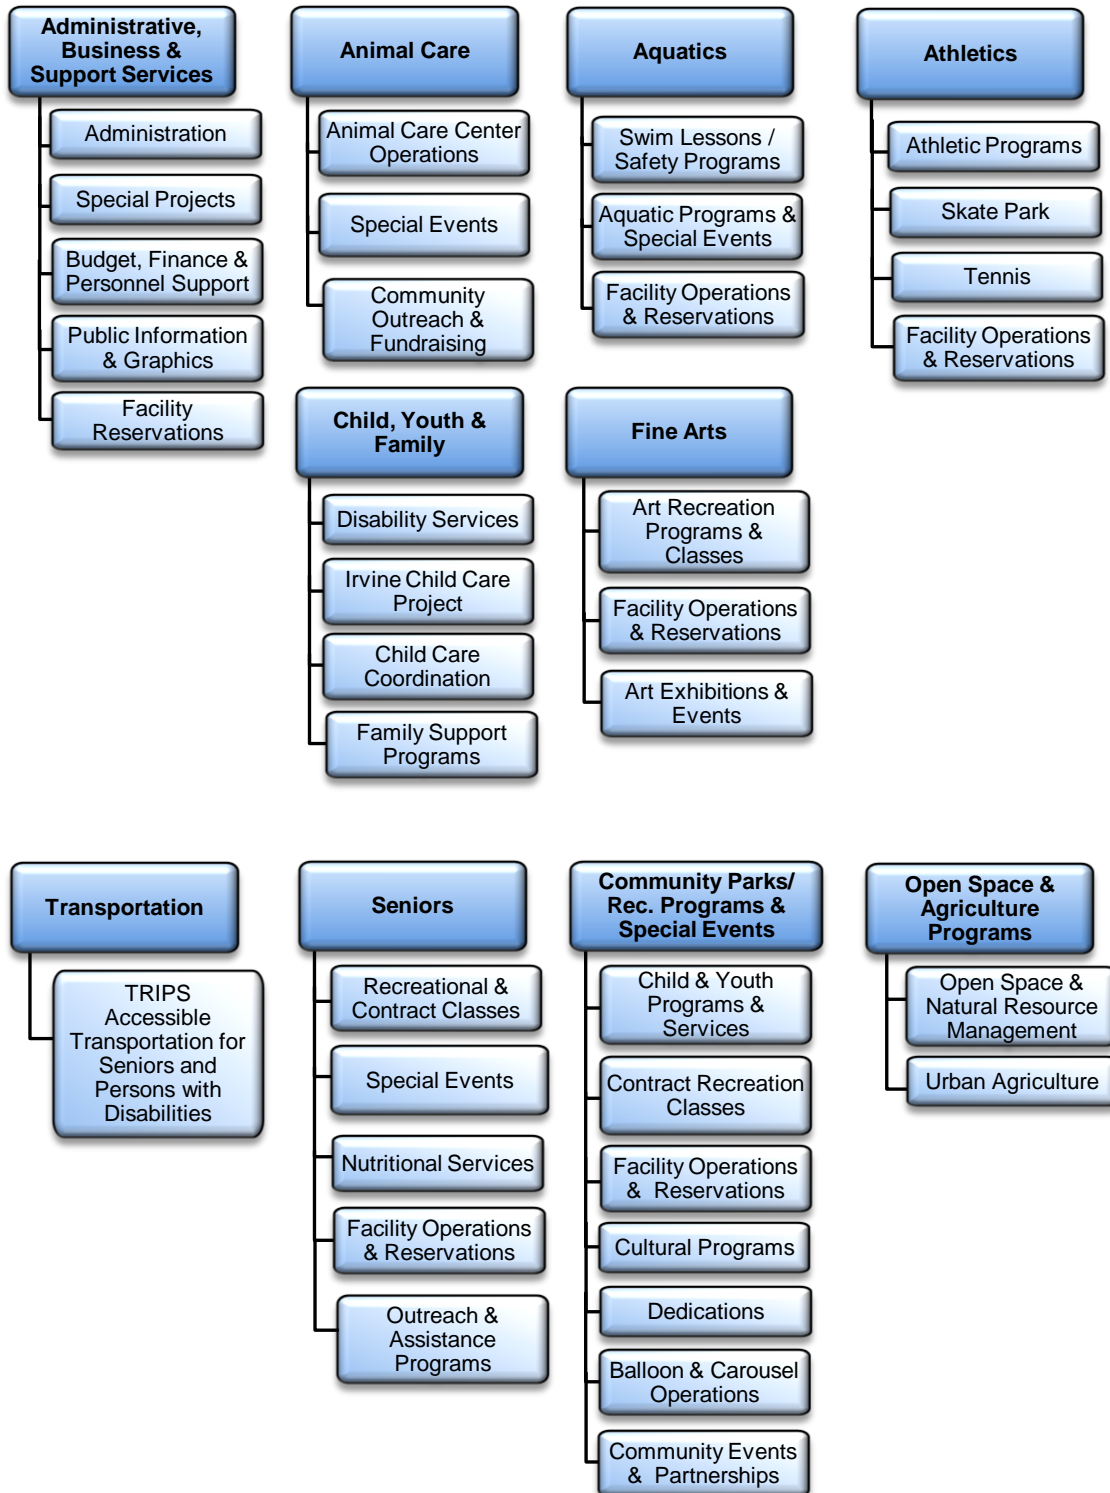 Administrative,
Business &
Support Services
Administration
Special Projects
Budget, Finance &
Personnel Support
Public Information
& Graphics
Facility
Reservations
Animal Care
Animal Care Center
Operations
Special Events
Community
Outreach &
Fundraising
Aquatics
Swim Lessons /
Safety Programs
Aquatic Programs &
Special Events
Facility Operations
& Reservations
Athletics
Athletic Programs
Skate Park
Tennis
Facility Operations
& Reservations
Child, Youth &
Family
Disability Services
Irvine Child Care
Project
Child Care
Coordination
Family Support
Programs
Fine Arts
Art Recreation
Programs &
Classes
Facility Operations
& Reservations
Art Exhibitions &
Events
Transportation
TRIPS
Accessible
Transportation for
Seniors and
Persons with
Disabilities
Seniors
Recreational &
Contract Classes
Special Events
Nutritional Services
Facility Operations
& Reservations
Outreach &
Assistance
Programs
Community Parks/
Rec. Programs &
Special Events
Child & Youth
Programs &
Services
Contract Recreation
Classes
Facility Operations
& Reservations
Cultural Programs
Dedications
Balloon & Carousel
Operations
Community Events
& Partnerships
Open Space &
Agriculture
Programs
Open Space &
Natural Resource
Management
Urban Agriculture